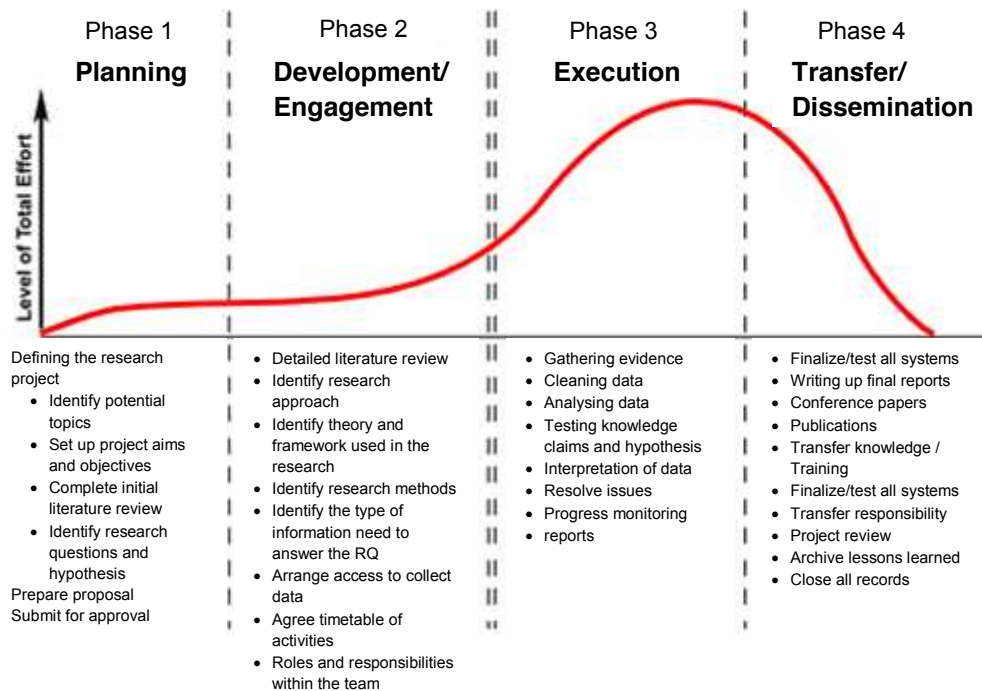 Phase 1
Planning
Phase 2
Development/
Engagement
Phase 3
Execution
Phase 4
Transfer/
Dissemination
Level of Total Effort
Defining the research
project
• Identify potential
topics
• Set up project aims
and objectives
• Complete initial
literature review
• Identify research
questions and
hypothesis
Prepare proposal
Submit for approval
• Detailed literature review
• Identify research
approach
• Identify theory and
framework used in the
research
• Identify research methods
• Identify the type of
information need to
answer the RQ
• Arrange access to collect
data
• Agree timetable of
activities
• Roles and responsibilities
within the team
• Gathering evidence
• Cleaning data
• Analysing data
• Testing knowledge
claims and hypothesis
• Interpretation of data
• Resolve issues
• Progress monitoring
• reports
• Finalize/test all systems
• Writing up final reports
• Conference papers
• Publications
• Transfer knowledge /
Training
• Finalize/test all systems
• Transfer responsibility
• Project review
• Archive lessons learned
• Close all records